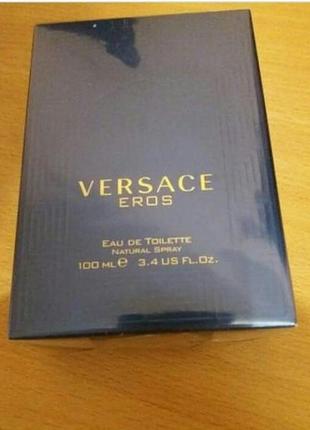 VERSACE
EROS
EAU DE TOILETTE
NATURAL SPRAY
100 ML ℮ 3.4 US FL.OZ.